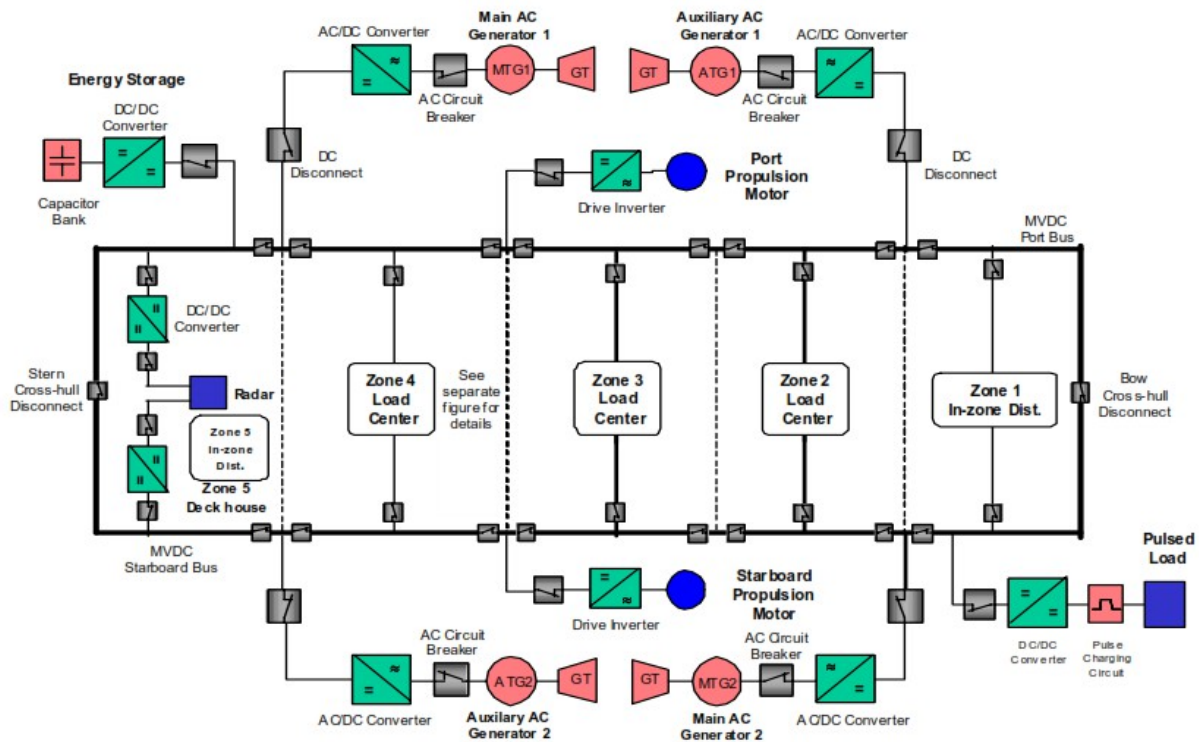 Main AC
Generator 1
Auxiliary AC
Generator 1
AC/DC Converter
AC/DC Converter
MTG1
GT
GT
ATG1
Energy Storage
DC/DC
Converter
AC Circuit
Breaker
AC Circuit
Breaker
DC
Disconnect
Port
Propulsion
Motor
DC
Disconnect
Capacitor
Bank
Drive Inverter
MVDC
Port Bus
DC/DC
Converter
Stern
Cross-hull
Disconnect
Radar
Zone 4
Load
Center
See
separate
figure for
details
Zone 3
Load
Center
Zone 2
Load
Center
Zone 1
In-zone Dist.
Bow
Cross-hull
Disconnect
Zone 5
In-zone
Dist.
Zone 5
Deck house
MVDC
Starboard Bus
Pulsed
Load
Starboard
Propulsion
Motor
Drive Inverter
AC Circuit
Breaker
AC Circuit
Breaker
DC/DC
Converter
Pulse
Charging
Circuit
ATG2
GT
GT
MTG2
AC/DC Converter
Auxilary AC
Generator 2
Main AC
Generator 2
AC/DC Converter